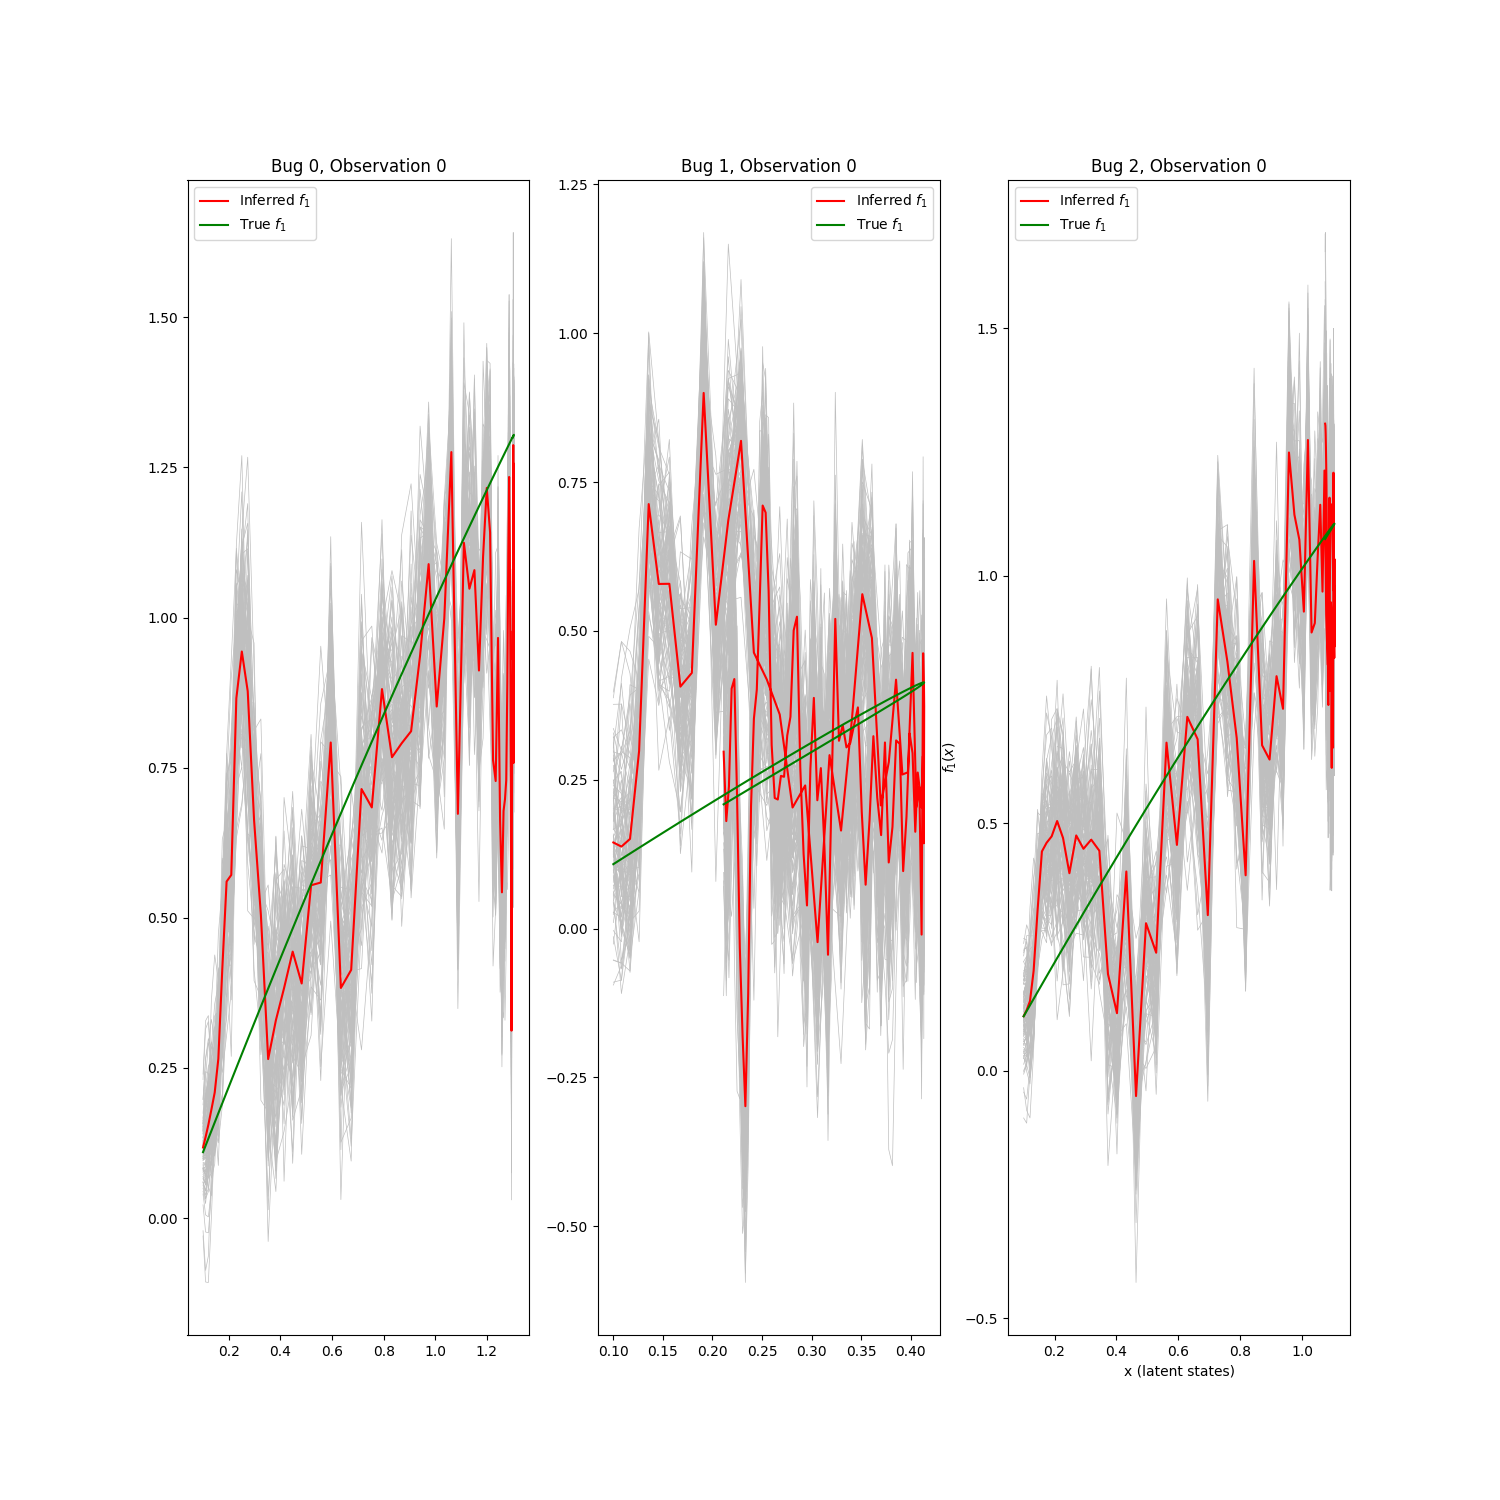 Bug 0, Observation 0
Inferred f₁
True f₁
1.50
1.25
1.00
0.75
0.50
0.25
0.00
0.2 0.4 0.6 0.8 1.0 1.2
Bug 1, Observation 0
Inferred f₁
True f₁
1.25
1.00
0.75
0.50
0.25
0.00
−0.25
−0.50
0.10 0.15 0.20 0.25 0.30 0.35 0.40
Bug 2, Observation 0
Inferred f₁
True f₁
f₁(x)
1.5
1.0
0.5
0.0
−0.5
0.2 0.4 0.6 0.8 1.0
x (latent states)